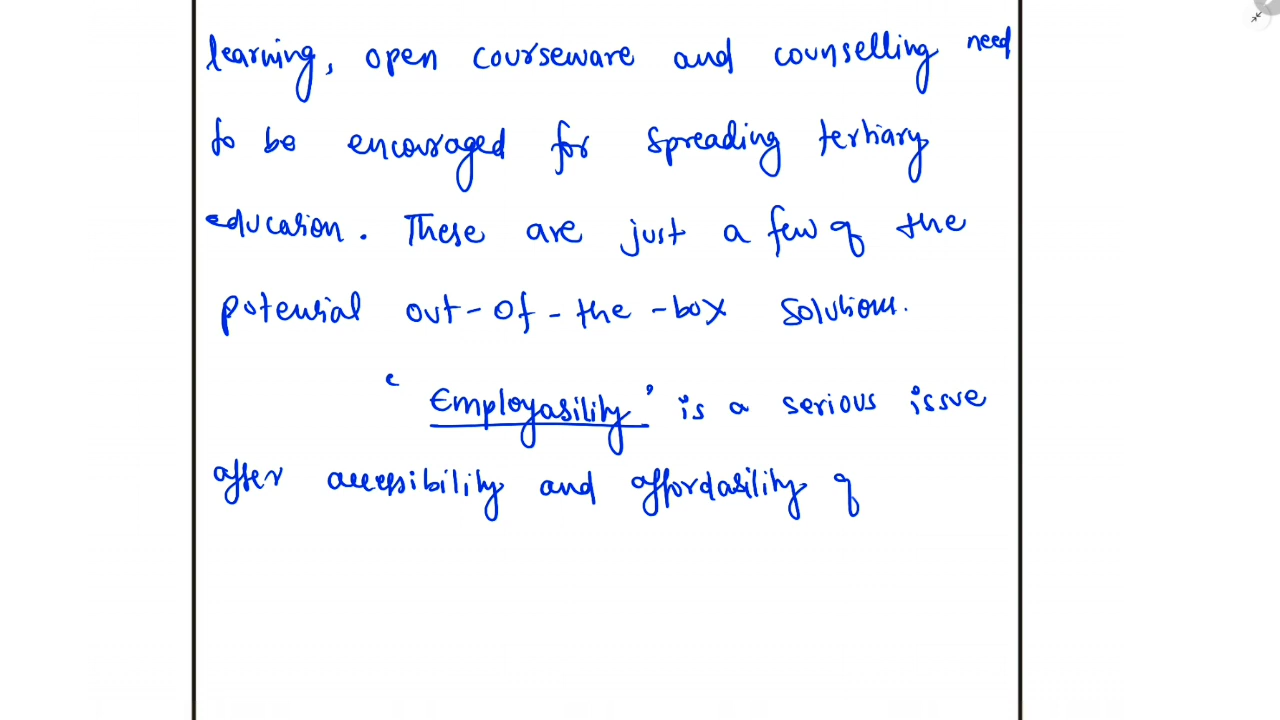 learning, open courseware and counselling need
to be encouraged for spreading tertiary
education. These are just a few of the
potential out-of-the-box solutions.
'Employability' is a serious issue
after accessibility and affordability of